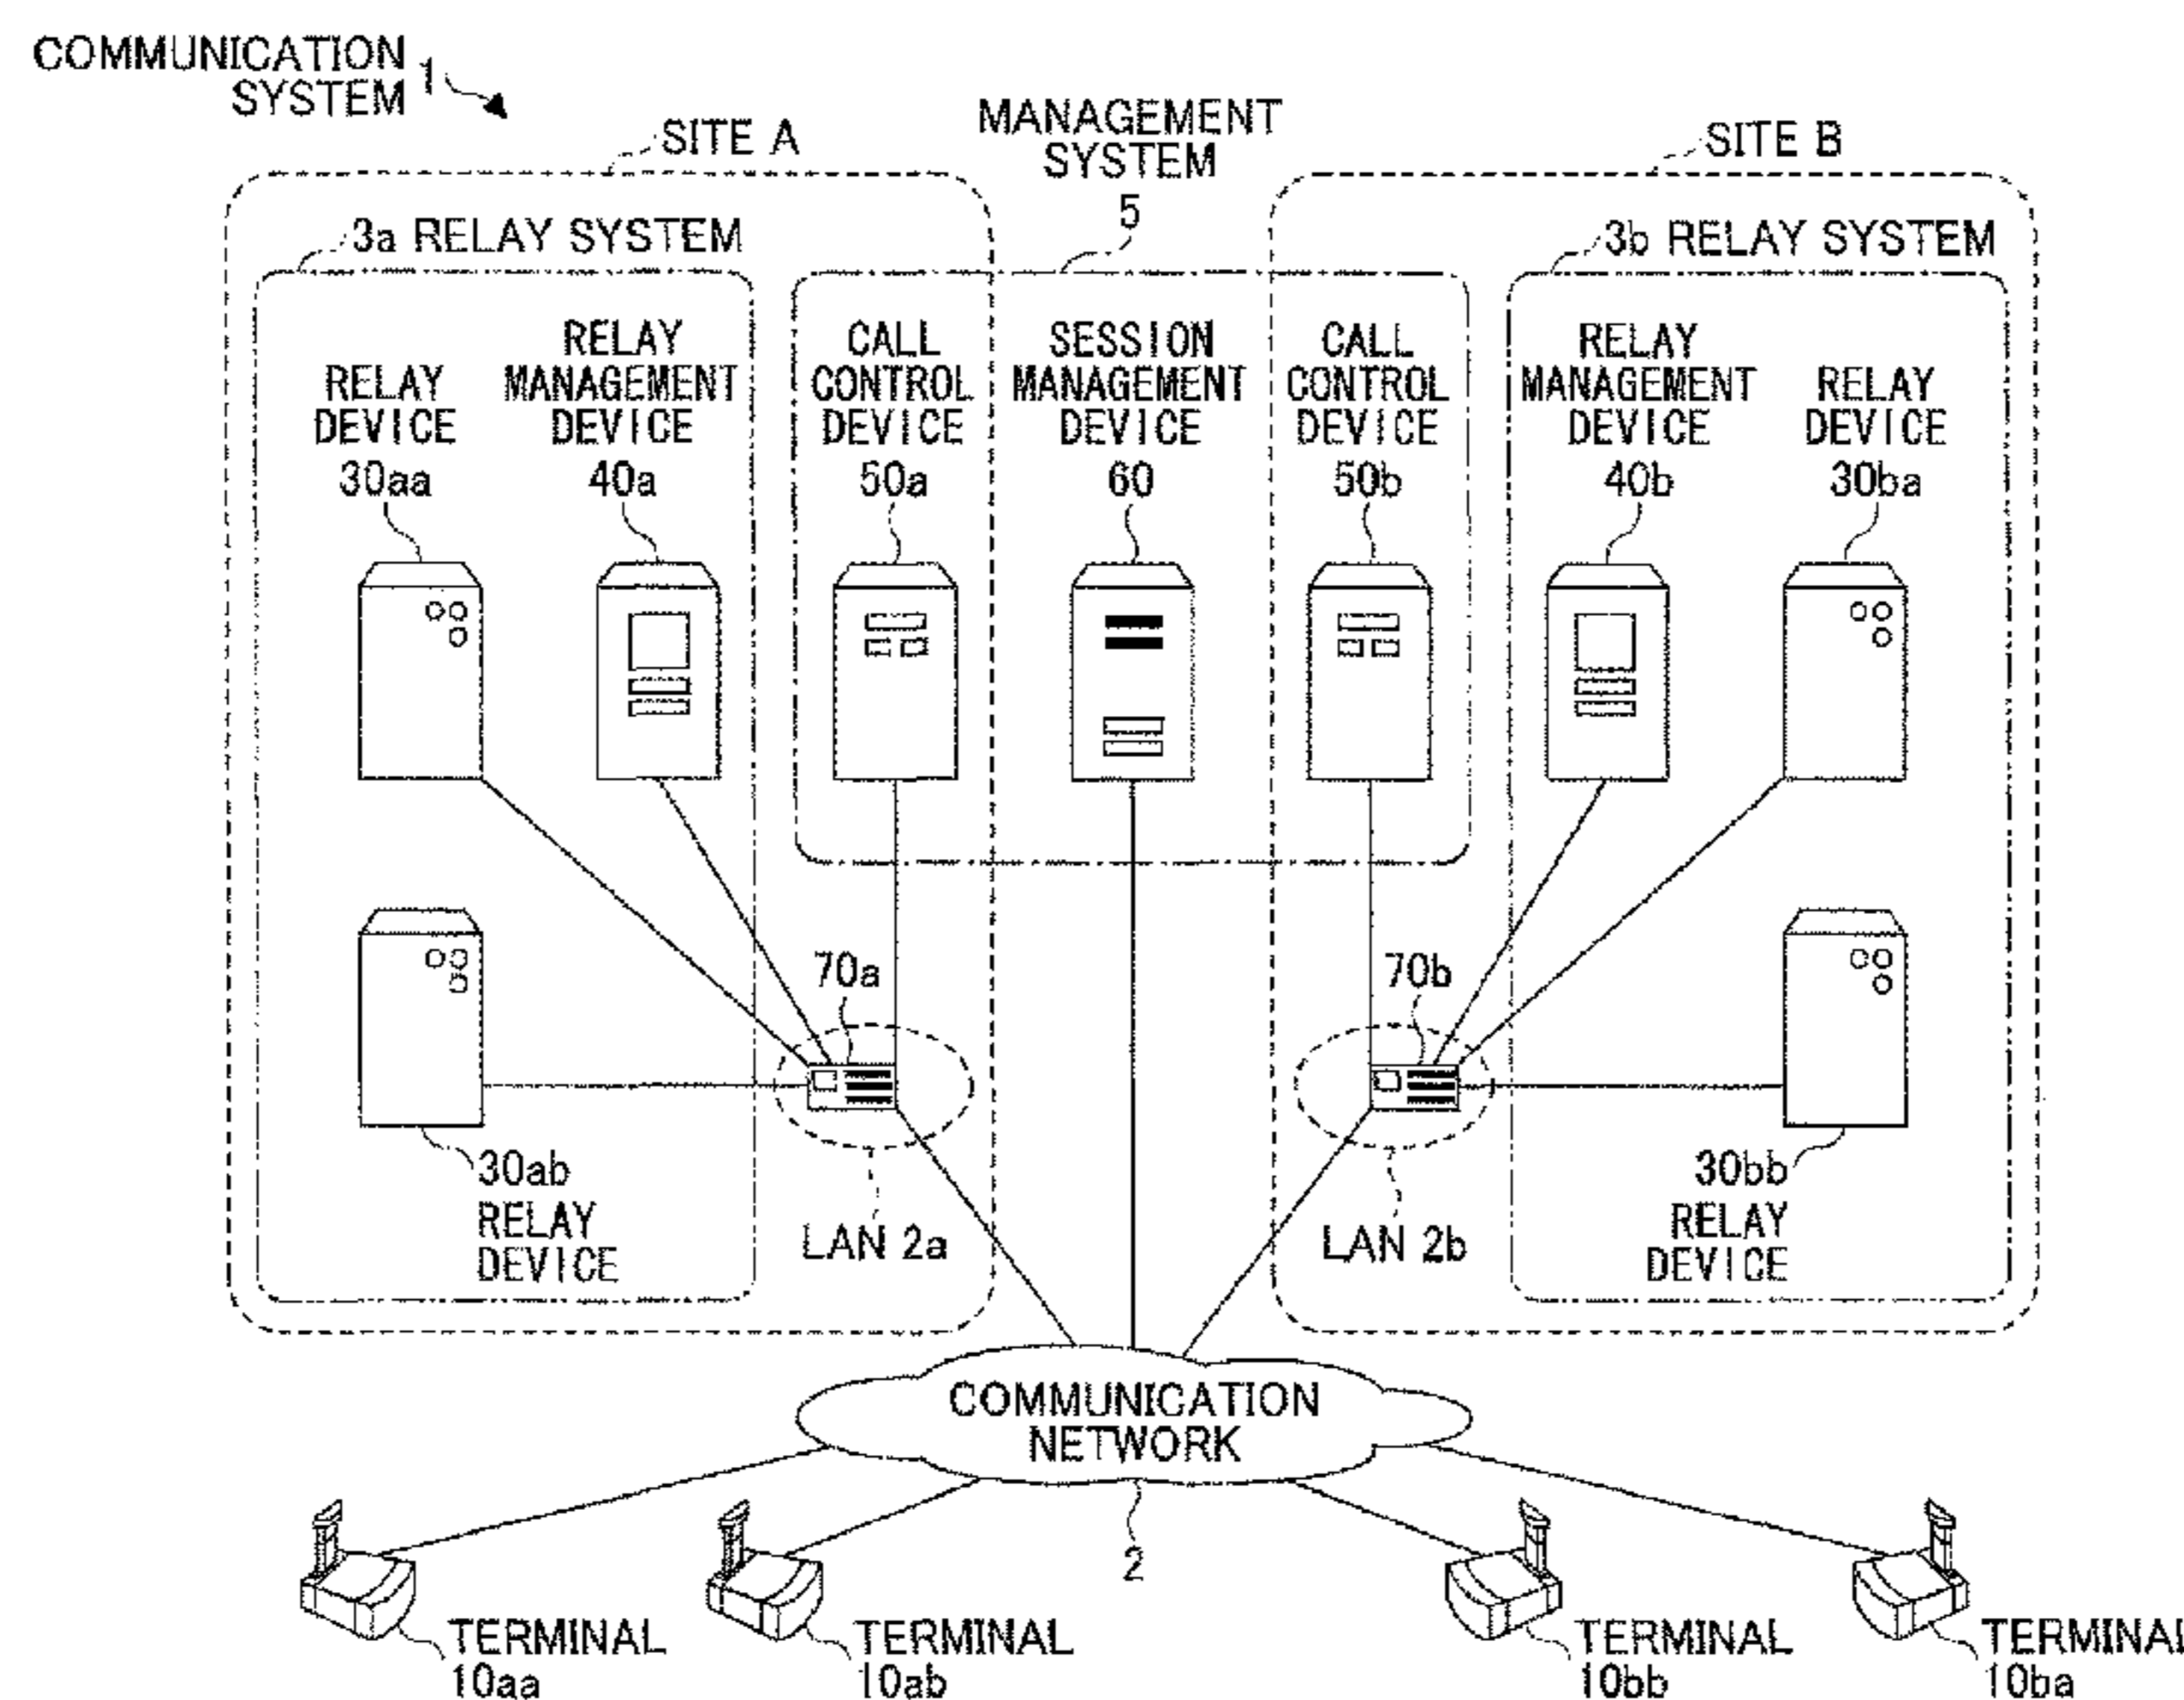 COMMUNICATION
SYSTEM 1
SITE A
MANAGEMENT
SYSTEM
5
SITE B
3a RELAY SYSTEM
3b RELAY SYSTEM
RELAY
DEVICE
30aa
RELAY
MANAGEMENT
DEVICE
40a
CALL
CONTROL
DEVICE
50a
SESSION
MANAGEMENT
DEVICE
60
CALL
CONTROL
DEVICE
50b
RELAY
MANAGEMENT
DEVICE
40b
RELAY
DEVICE
30ba
70a
70b
30ab
RELAY
DEVICE
LAN 2a
LAN 2b
30bb
RELAY
DEVICE
COMMUNICATION
NETWORK
2
TERMINAL
10aa
TERMINAL
10ab
TERMINAL
10bb
TERMINAL
10ba